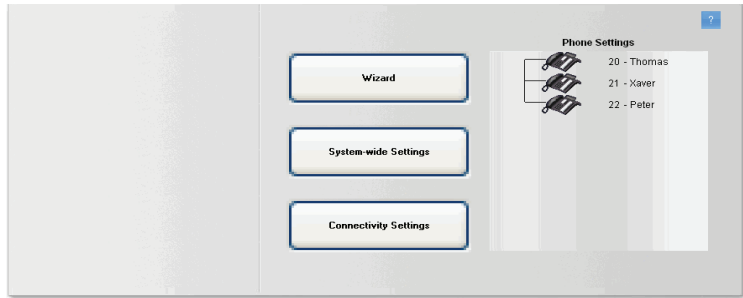 ?
Phone Settings
20 - Thomas
Wizard
21 - Xaver
22 - Peter
System-wide Settings
Connectivity Settings